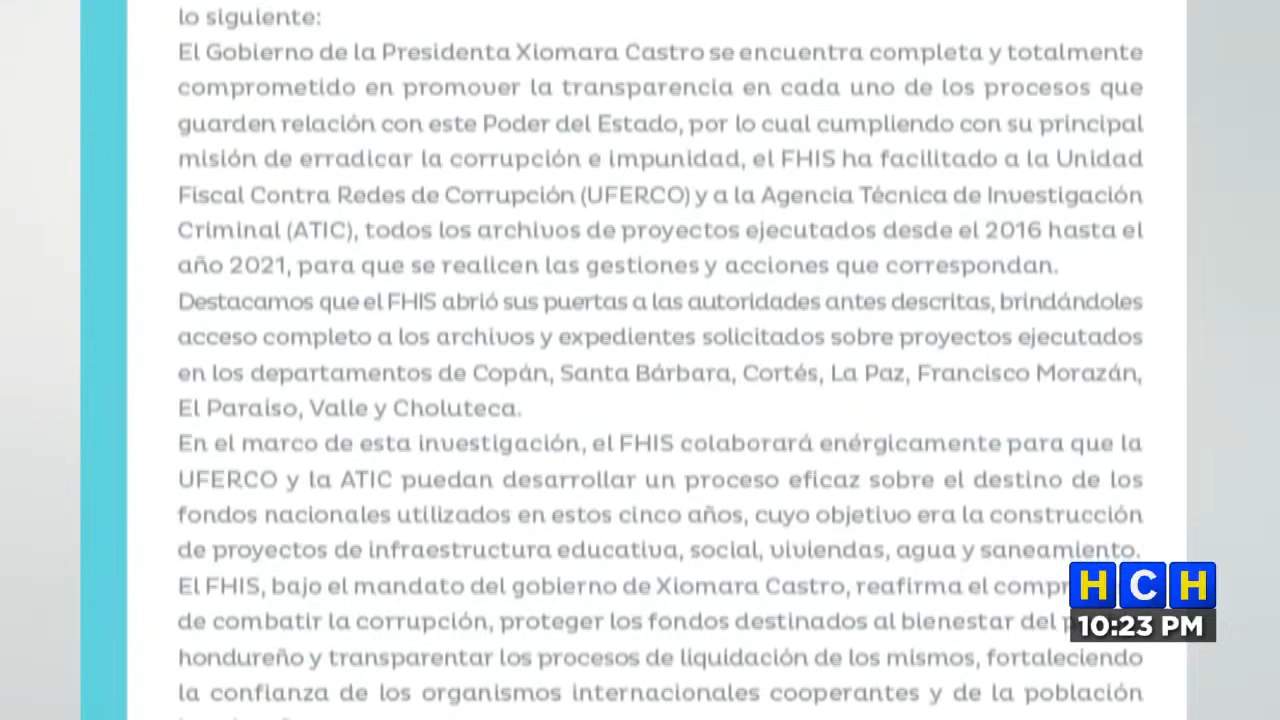 lo siguiente:
El Gobierno de la Presidenta Xiomara Castro se encuentra completa y totalmente
comprometido en promover la transparencia en cada uno de los procesos que
guarden relación con este Poder del Estado, por lo cual cumpliendo con su principal
misión de erradicar la corrupción e impunidad, el FHIS ha facilitado a la Unidad
Fiscal Contra Redes de Corrupción (UFERCO) y a la Agencia Técnica de Investigación
Criminal (ATIC), todos los archivos de proyectos ejecutados desde el 2016 hasta el
año 2021, para que se realicen las gestiones y acciones que correspondan.
Destacamos que el FHIS abrió sus puertas a las autoridades antes descritas, brindándoles
acceso completo a los archivos y expedientes solicitados sobre proyectos ejecutados
en los departamentos de Copán, Santa Bárbara, Cortés, La Paz, Francisco Morazán,
El Paraíso, Valle y Choluteca.
En el marco de esta investigación, el FHIS colaborará enérgicamente para que la
UFERCO y la ATIC puedan desarrollar un proceso eficaz sobre el destino de los
fondos nacionales utilizados en estos cinco años, cuyo objetivo era la construcción
de proyectos de infraestructura educativa, social, viviendas, agua y saneamiento.
El FHIS, bajo el mandato del gobierno de Xiomara Castro, reafirma el compr
de combatir la corrupción, proteger los fondos destinados al bienestar del p
hondureño y transparentar los procesos de liquidación de los mismos, fortaleciendo
la confianza de los organismos internacionales cooperantes y de la población
HCH
10:23 PM